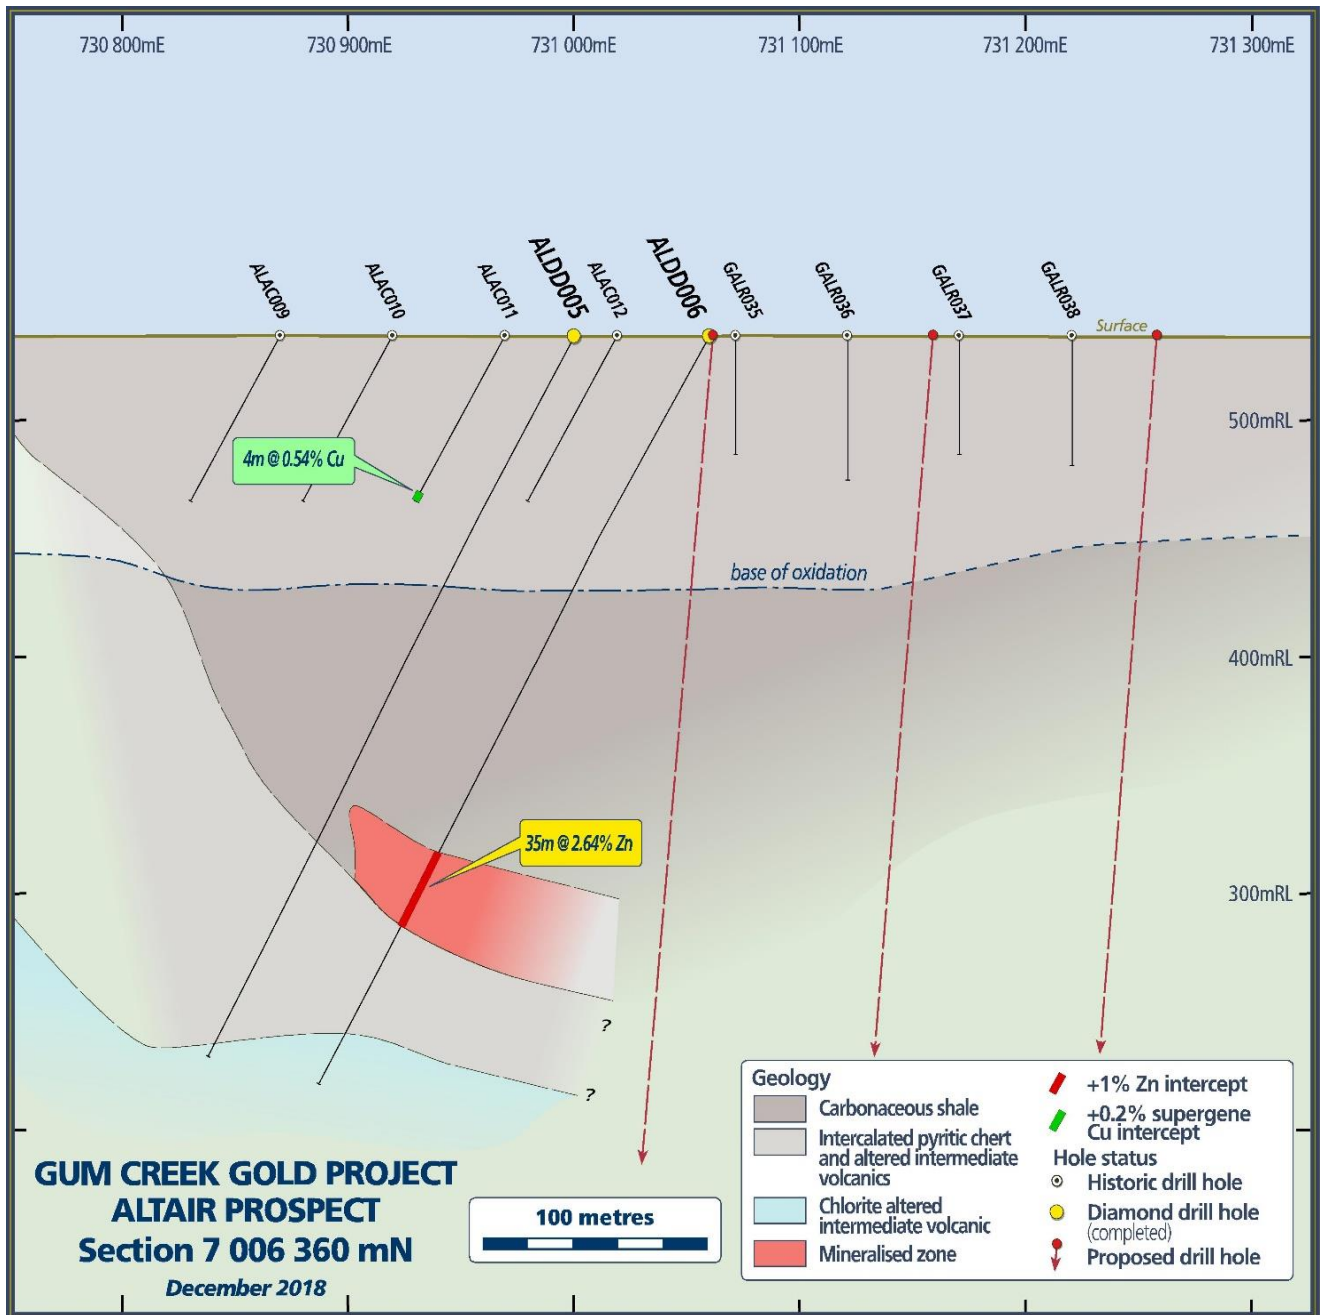 730 800mE
730 900mE
731 000mE
731 100mE
731 200mE
731 300mE
ALAC009
ALAC010
ALAC011
ALDD005
ALAC012
ALDD006
GALR035
GALR036
GALR037
GALR038
Surface
500mRL
4m @ 0.54% Cu
base of oxidation
400mRL
35m @ 2.64% Zn
300mRL
?
?
Geology
Carbonaceous shale
Intercalated pyritic chert
and altered intermediate
volcanics
Chlorite altered
intermediate volcanic
Mineralised zone
+1% Zn intercept
+0.2% supergene
Cu intercept
Hole status
Historic drill hole
Diamond drill hole
(completed)
Proposed drill hole
GUM CREEK GOLD PROJECT
ALTAIR PROSPECT
Section 7 006 360 mN
December 2018
100 metres